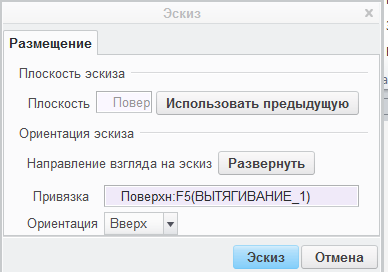 Эскиз
Размещение
Плоскость эскиза
Плоскость Повер Использовать предыдущую
Ориентация эскиза
Направление взгляда на эскиз Развернуть
Привязка Поверхн:F5(ВЫТЯГИВАНИЕ_1)
Ориентация Вверх
Эскиз Отмена